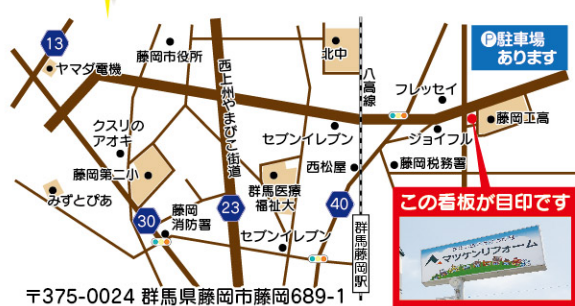 13
ヤマダ電機
藤岡市役所
西上州やまびこ街道
北中
八高線
フレッセイ
P駐車場
あります
クスリの
アオキ
セブンイレブン
ジョイフル
藤岡工高
藤岡第二小
西松屋
藤岡税務署
みずとぴあ
群馬医療
福祉大
30
藤岡
消防署
23
40
セブンイレブン
群馬藤岡駅
この看板が目印です
マツケンリフォーム
〒375-0024 群馬県藤岡市藤岡689-1